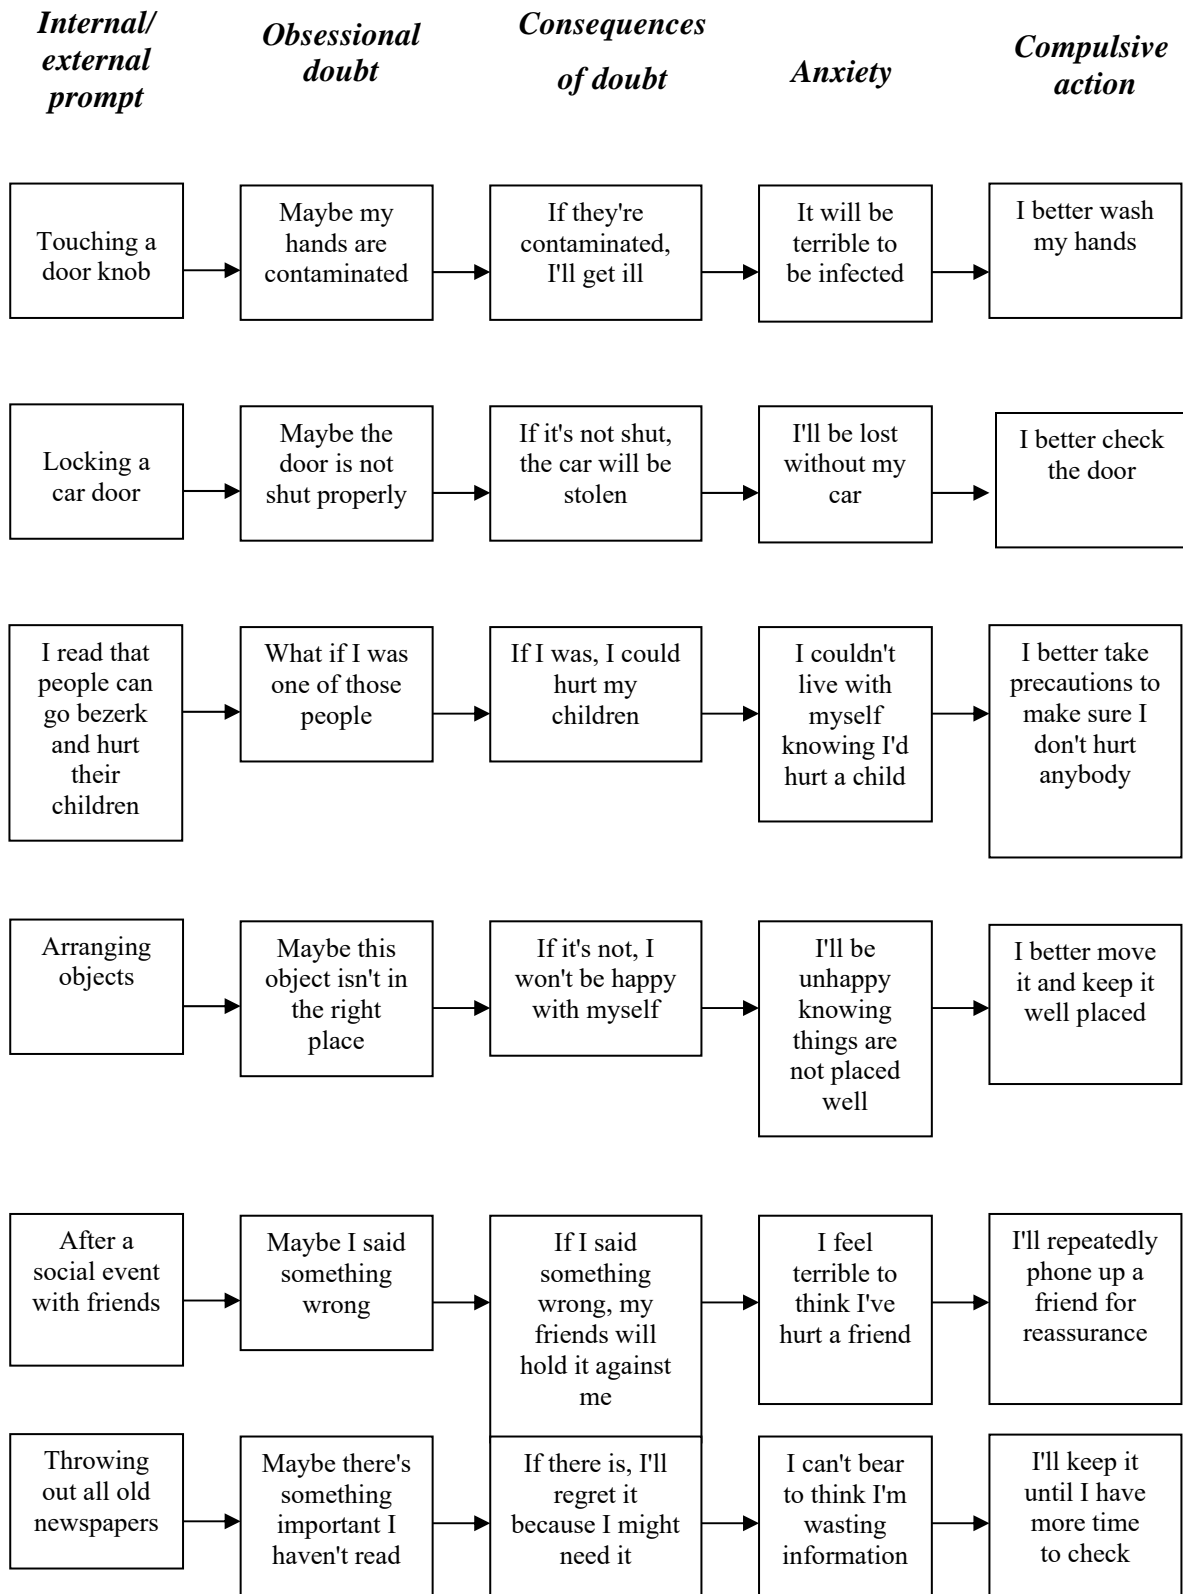 Internal/
external
prompt
Obsessional
doubt
Consequences
of doubt
Anxiety
Compulsive
action
Touching a
door knob
Maybe my
hands are
contaminated
If they're
contaminated,
I'll get ill
It will be
terrible to
be infected
I better wash
my hands
Locking a
car door
Maybe the
door is not
shut properly
If it's not shut,
the car will be
stolen
I'll be lost
without my
car
I better check
the door
I read that
people can
go bezerk
and hurt
their
children
What if I was
one of those
people
If I was, I could
hurt my
children
I couldn't
live with
myself
knowing I'd
hurt a child
I better take
precautions to
make sure I
don't hurt
anybody
Arranging
objects
Maybe this
object isn't in
the right
place
If it's not, I
won't be happy
with myself
I'll be
unhappy
knowing
things are
not placed
well
I better move
it and keep it
well placed
After a
social event
with friends
Maybe I said
something
wrong
If I said
something
wrong, my
friends will
hold it against
me
I feel
terrible to
think I've
hurt a friend
I'll repeatedly
phone up a
friend for
reassurance
Throwing
out all old
newspapers
Maybe there's
something
important I
haven't read
If there is, I'll
regret it
because I might
need it
I can't bear
to think I'm
wasting
information
I'll keep it
until I have
more time
to check